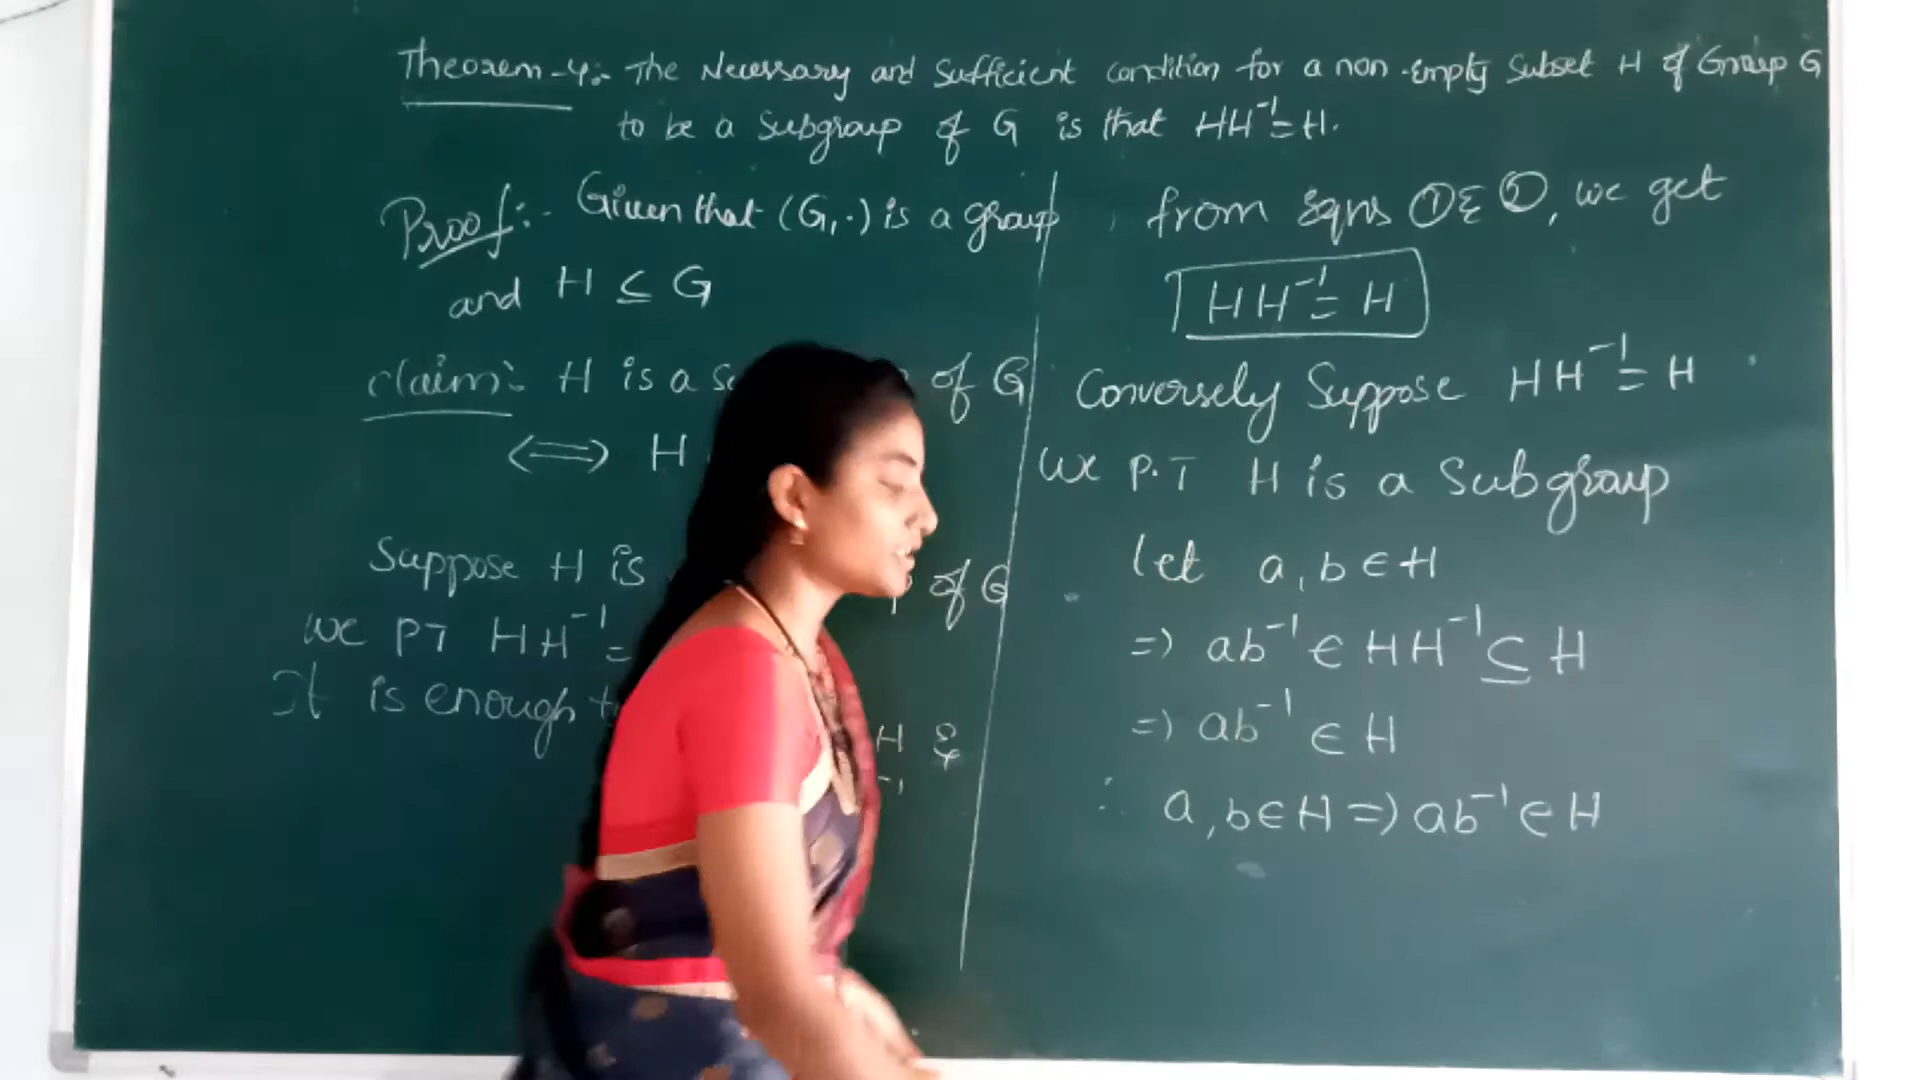 Theorem-4:- The Necessary and Sufficient condition for a non-Empty Subset H of Group G
to be a Subgroup of G is that HH⁻¹=H.
Proof:- Given that (G,·) is a group
and H ⊆ G
claim:- H is a of G
⟺ H
Suppose H is of G
we PT HH⁻¹=
It is enough
H &
⁻¹
from Eqns ① & ②, we get
HH⁻¹=H
Conversely Suppose HH⁻¹=H
we P.T H is a Subgroup
let a,b∈H
=) ab⁻¹∈HH⁻¹⊆H
=) ab⁻¹∈H
∴ a,b∈H=)ab⁻¹∈H